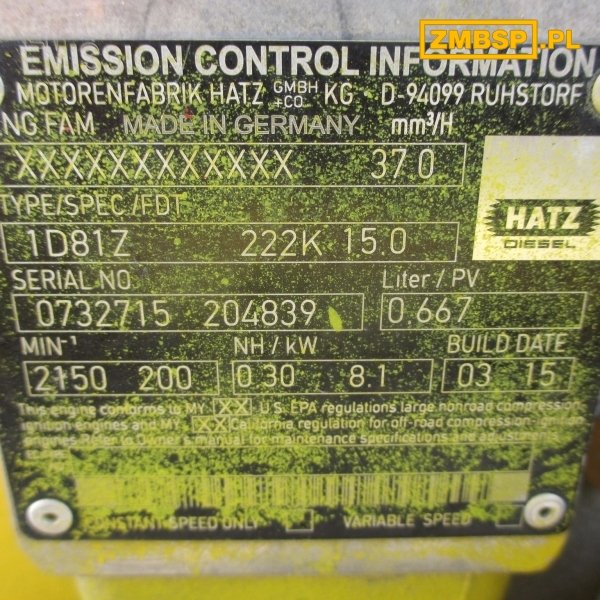 ZMBSP.PL
EMISSION CONTROL INFORMATION
MOTORENFABRIK HATZ GMBH +CO. KG D-94099 RUHSTORF
NG FAM MADE IN GERMANY mm³/H
XXXXXXXXXXXX 37.0
TYPE/SPEC/FDT
1D81Z 222K 15.0
HATZ
DIESEL
SERIAL NO Liter/PV
0732715 204839 0.667
MIN⁻¹ NH/kW BUILD DATE
2150 200 0.30 8.1 03 15
This engine conforms to MY XX U.S. EPA regulations large nonroad compression
ignition engines and MY XX California regulation for off-road compression-ignition
engines Refer to Owner's manual for maintenance specifications and adjustments
CONSTANT SPEED ONLY VARIABLE SPEED